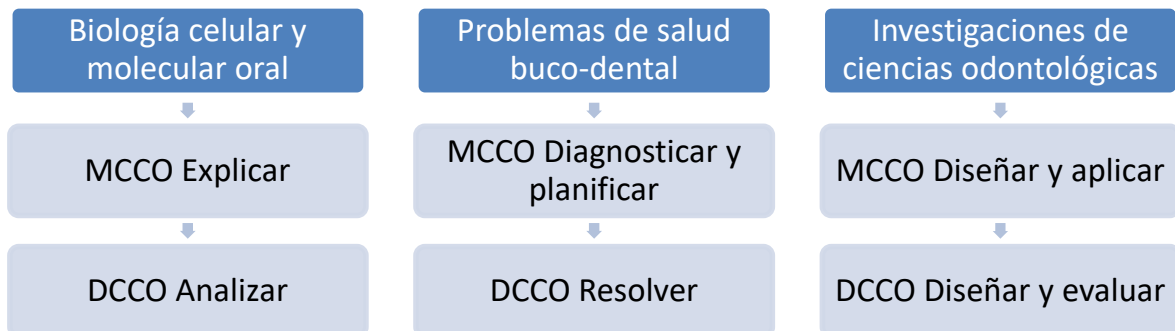 Biología celular y
molecular oral
MCCO Explicar
DCCO Analizar
Problemas de salud
buco-dental
MCCO Diagnosticar y
planificar
DCCO Resolver
Investigaciones de
ciencias odontológicas
MCCO Diseñar y aplicar
DCCO Diseñar y evaluar